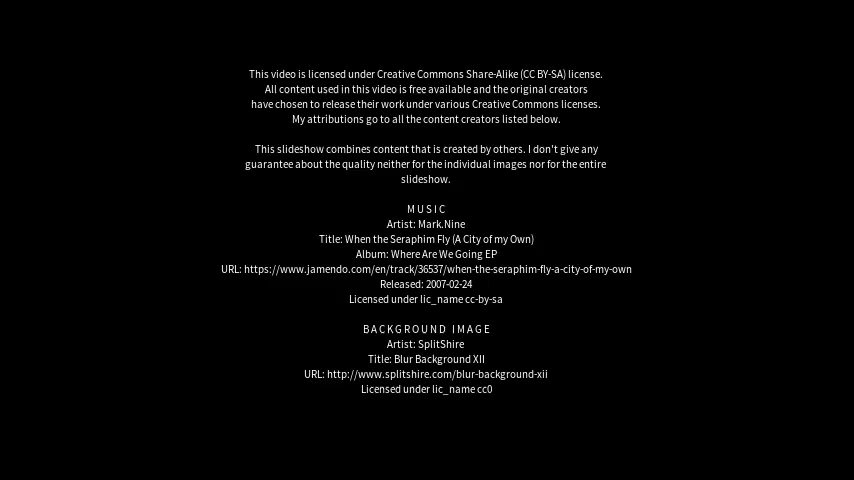 This video is licensed under Creative Commons Share-Alike (CC BY-SA) license.
All content used in this video is free available and the original creators
have chosen to release their work under various Creative Commons licenses.
My attributions go to all the content creators listed below.
This slideshow combines content that is created by others. I don't give any
guarantee about the quality neither for the individual images nor for the entire
slideshow.
MUSIC
Artist: Mark.Nine
Title: When the Seraphim Fly (A City of my Own)
Album: Where Are We Going EP
URL: https://www.jamendo.com/en/track/36537/when-the-seraphim-fly-a-city-of-my-own
Released: 2007-02-24
Licensed under lic_name cc-by-sa
BACKGROUND IMAGE
Artist: SplitShire
Title: Blur Background XII
URL: http://www.splitshire.com/blur-background-xii
Licensed under lic_name cc0